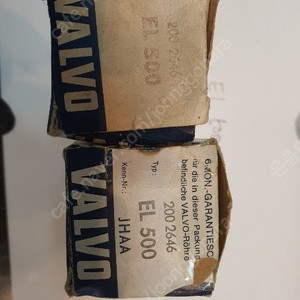 VALVO
200 2646
EL 500
VALVO
6-MON.-GARANTIESC
für die in dieser Packung
befindliche VALVO-Röhre
200 2646
Typ:
EL 500
Kenn-Nr.:
JHAA